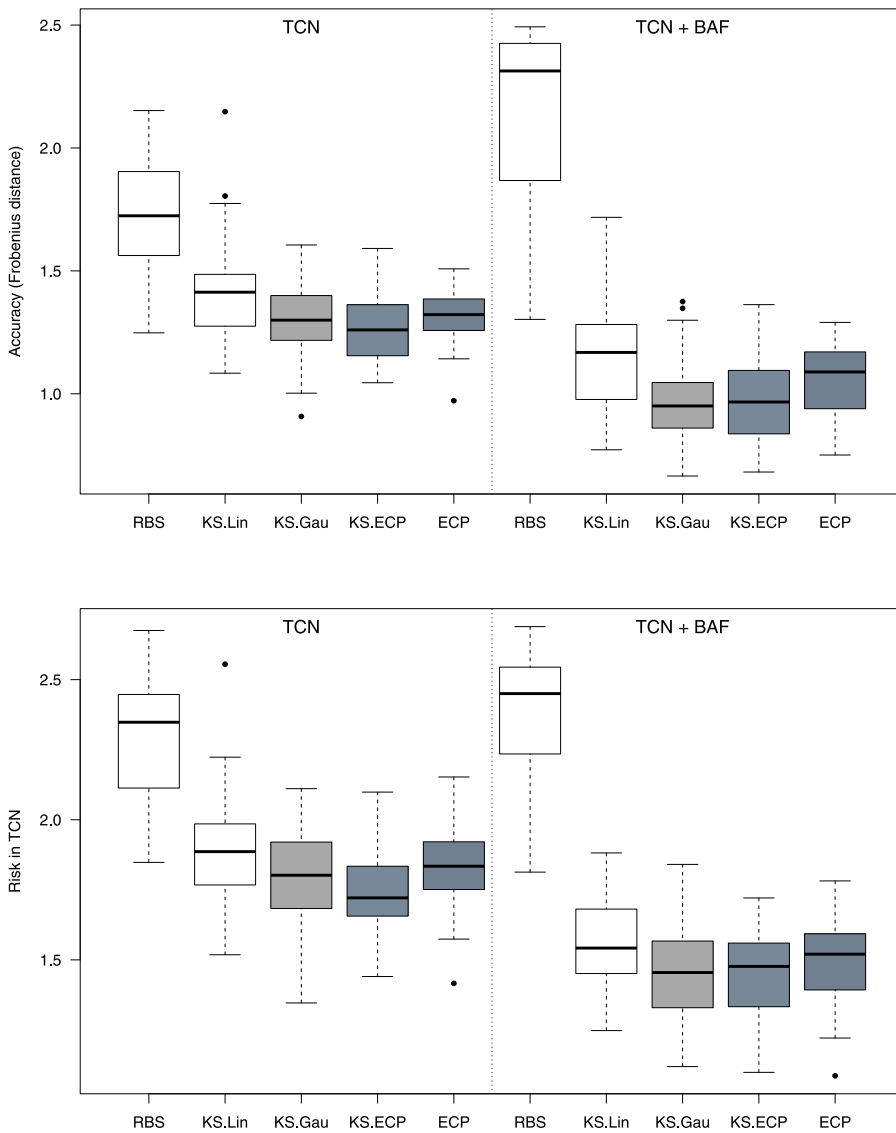 TCN TCN + BAF
Accuracy (Frobenius distance)
2.5
2.0
1.5
1.0
RBS KS.Lin KS.Gau KS.ECP ECP RBS KS.Lin KS.Gau KS.ECP ECP
TCN TCN + BAF
Risk in TCN
2.5
2.0
1.5
RBS KS.Lin KS.Gau KS.ECP ECP RBS KS.Lin KS.Gau KS.ECP ECP